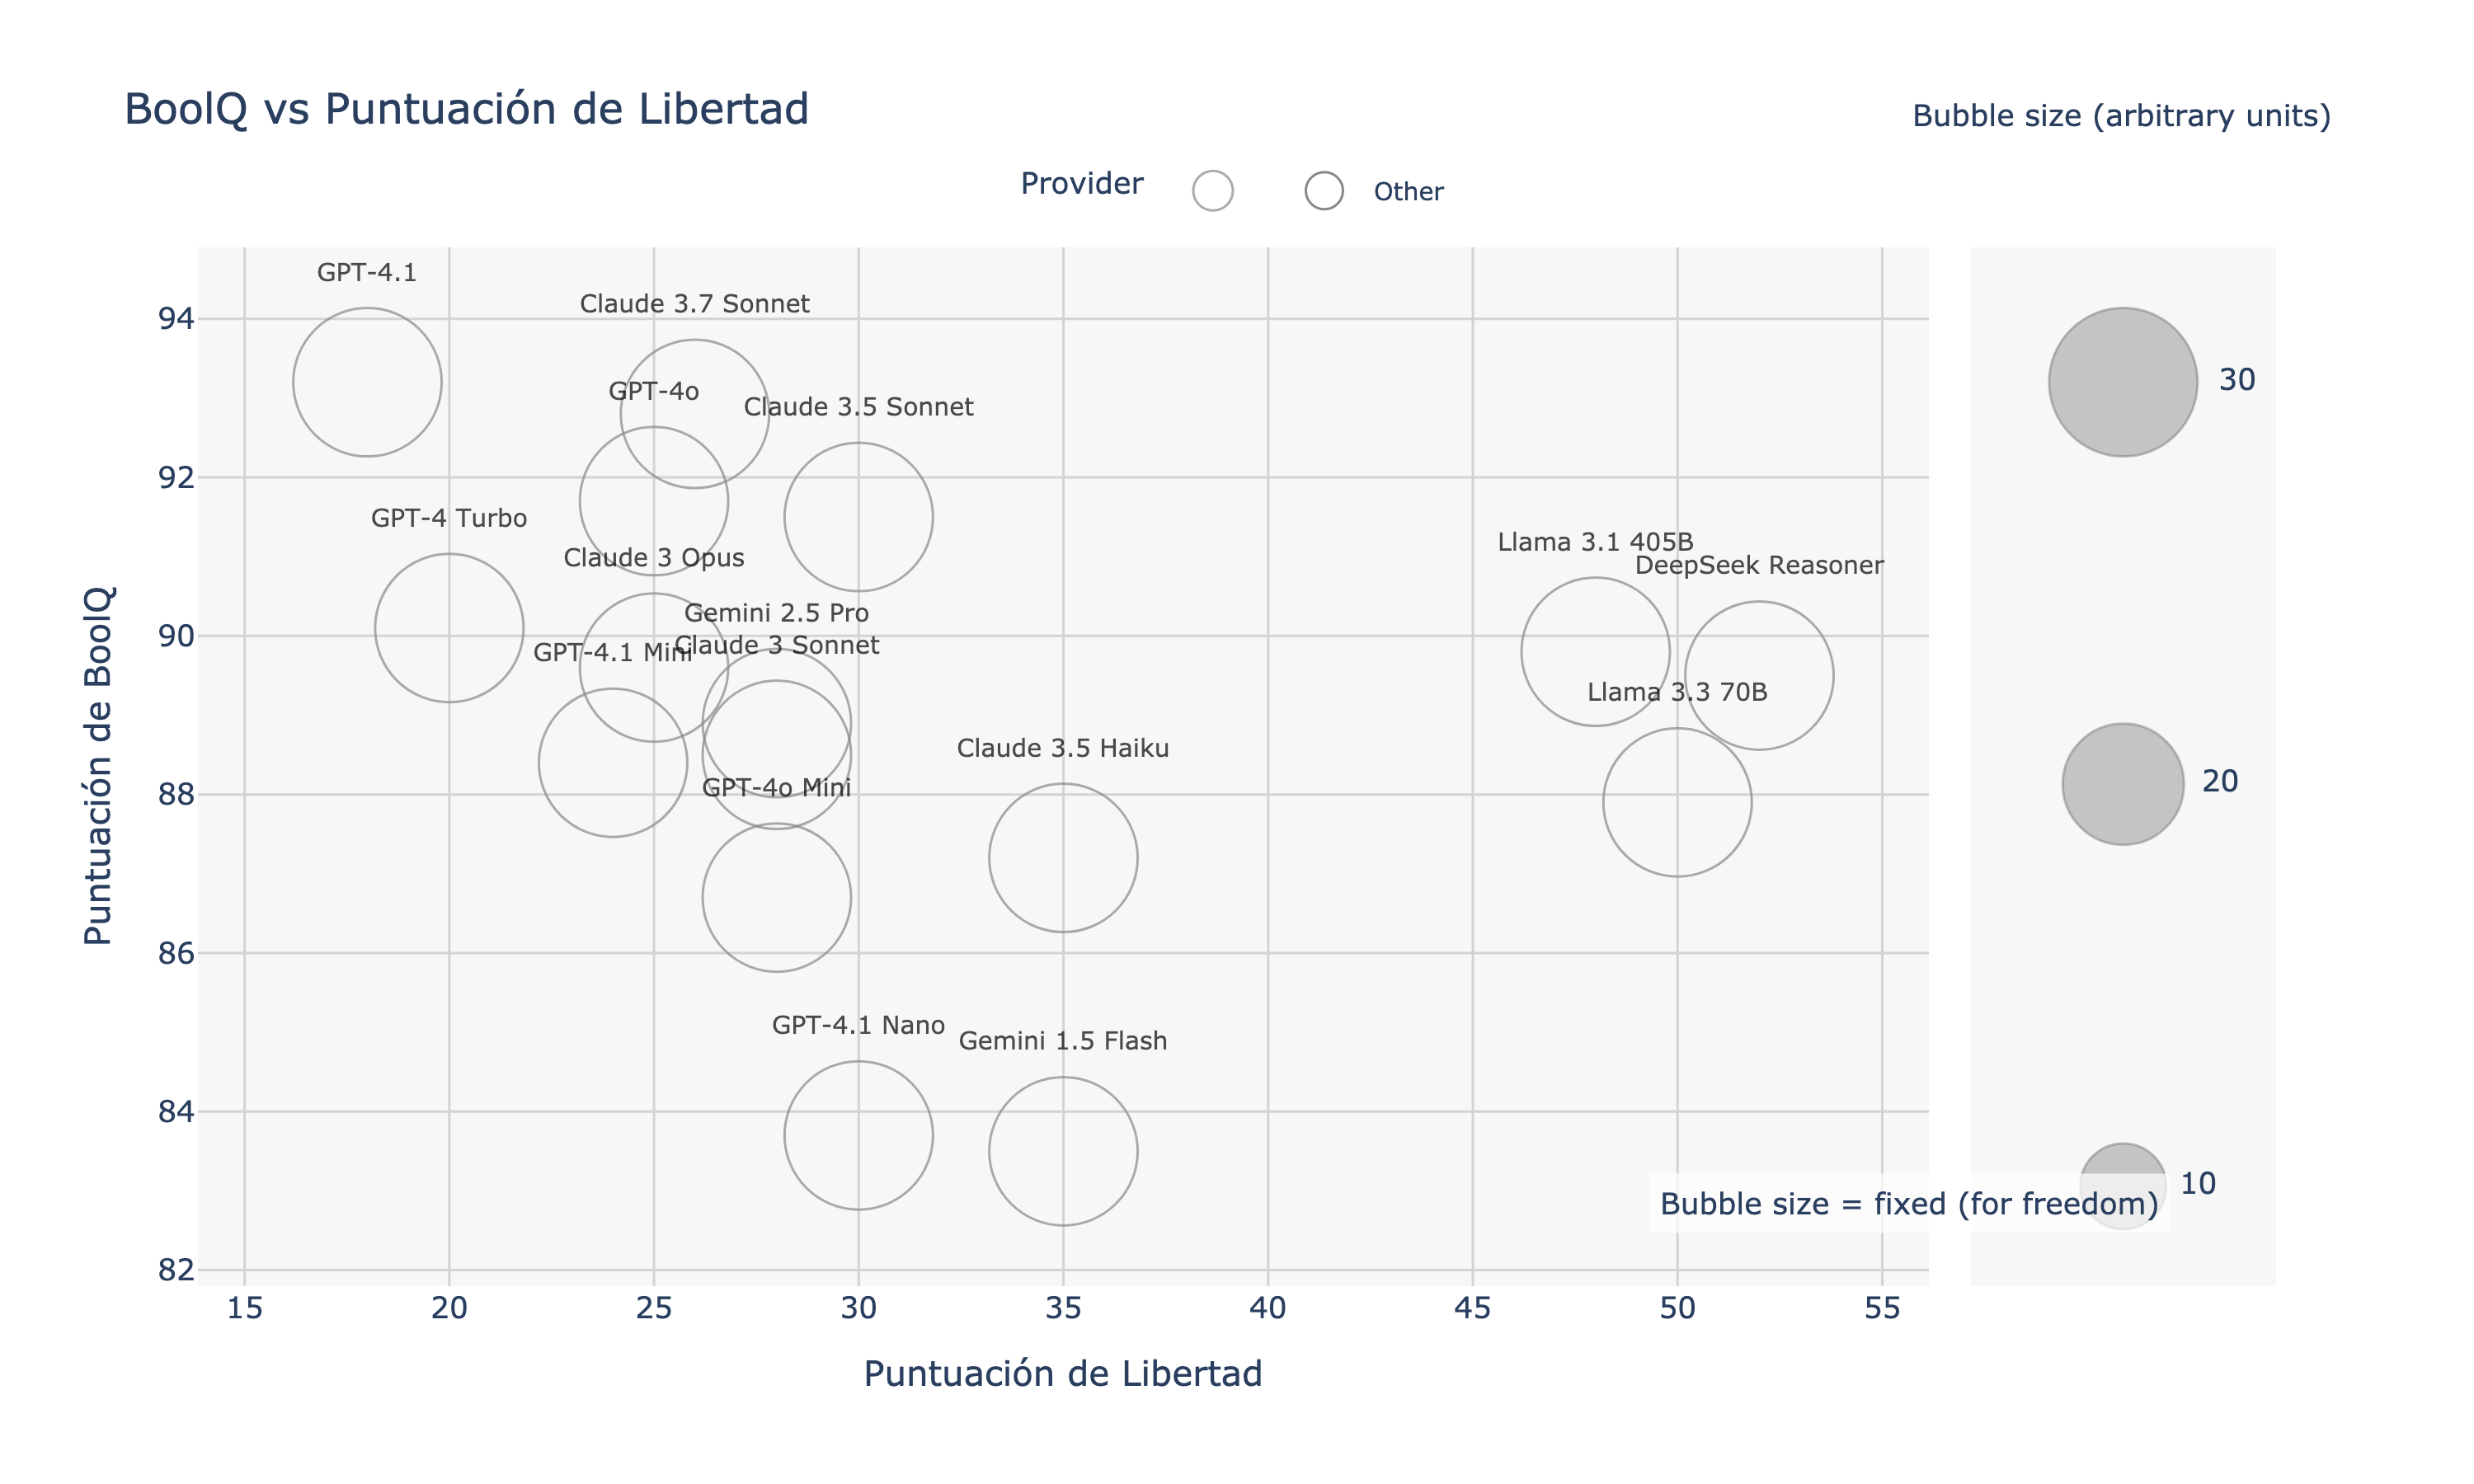 BoolQ vs Puntuación de Libertad
Bubble size (arbitrary units)
Provider
Other
GPT-4.1
Claude 3.7 Sonnet
GPT-4o
Claude 3.5 Sonnet
GPT-4 Turbo
Claude 3 Opus
Llama 3.1 405B
DeepSeek Reasoner
Gemini 2.5 Pro
Claude 3 Sonnet
GPT-4.1 Mini
Llama 3.3 70B
Claude 3.5 Haiku
GPT-4o Mini
GPT-4.1 Nano
Gemini 1.5 Flash
94
92
90
88
86
84
82
Puntuación de BoolQ
15 20 25 30 35 40 45 50 55
Puntuación de Libertad
30
20
10
Bubble size = fixed (for freedom)